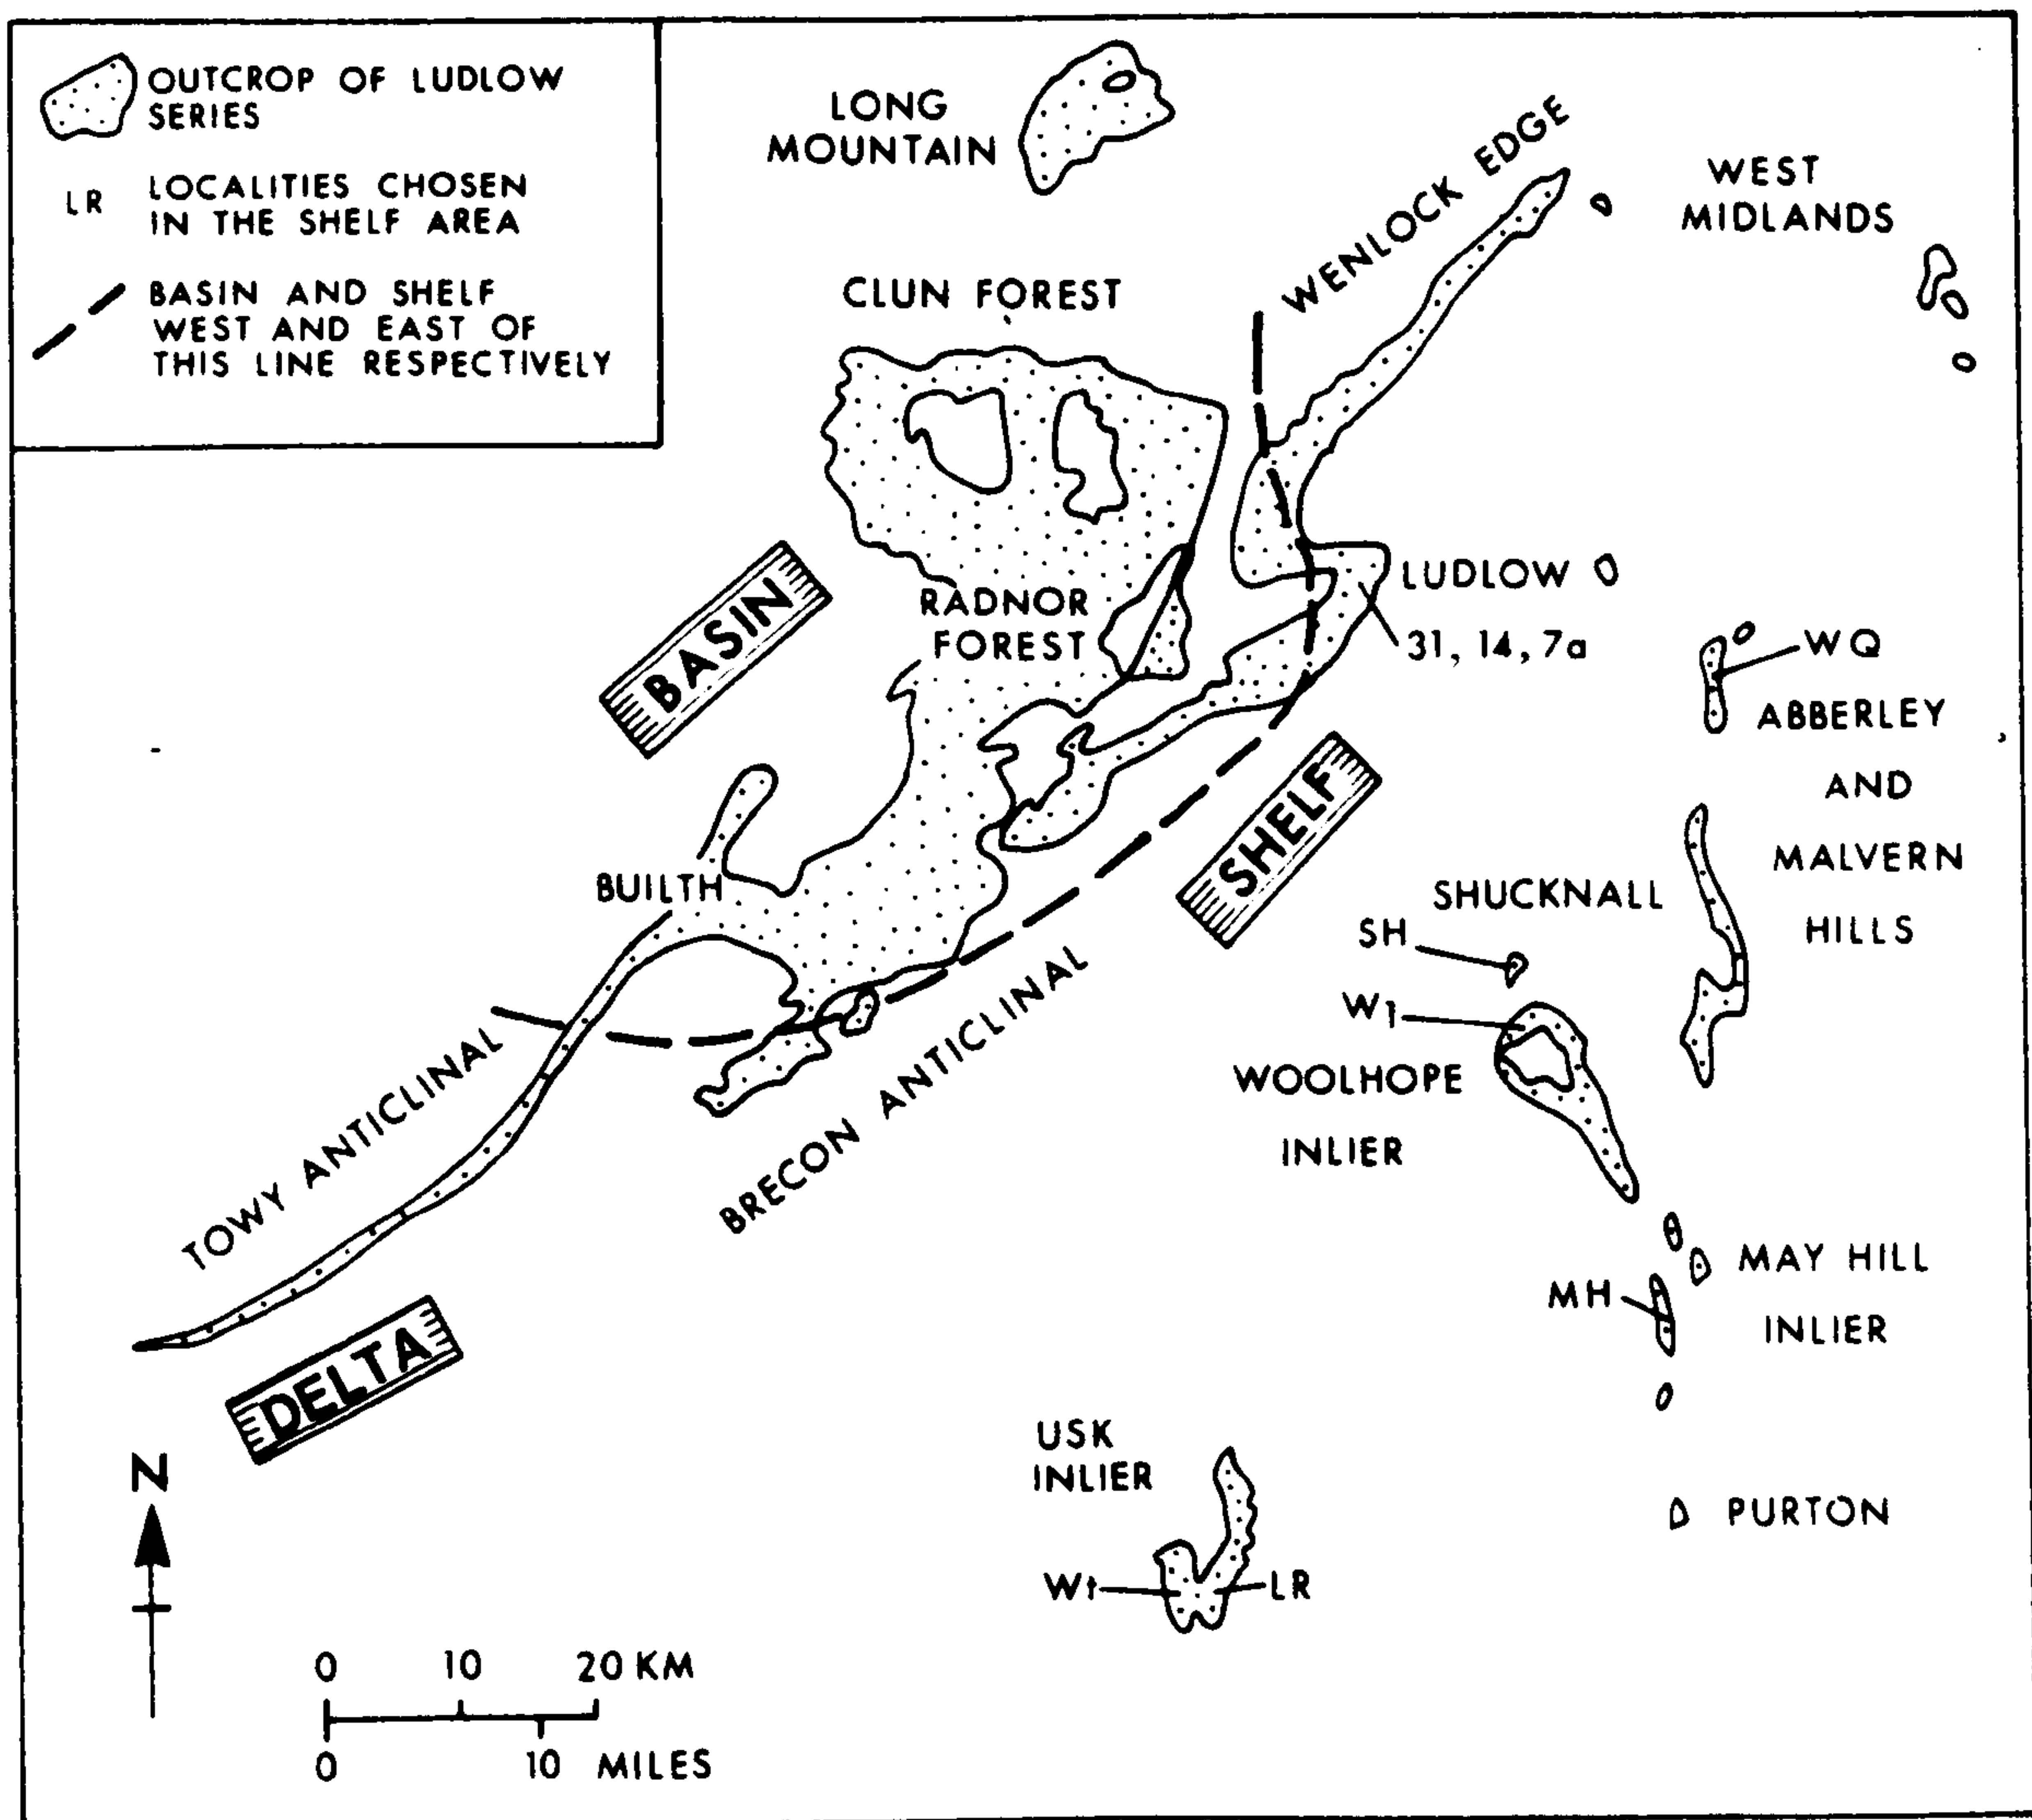 OUTCROP OF LUDLOW
SERIES
LR
LOCALITIES CHOSEN
IN THE SHELF AREA
BASIN AND SHELF
WEST AND EAST OF
THIS LINE RESPECTIVELY
LONG
MOUNTAIN
WENLOCK EDGE
WEST
MIDLANDS
CLUN FOREST
BASIN
RADNOR
FOREST
LUDLOW
31, 14, 7a
WQ
ABBERLEY
AND
MALVERN
HILLS
SHELF
BUILTH
SHUCKNALL
SH
W1
WOOLHOPE
INLIER
TOWY ANTICLINAL
BRECON ANTICLINAL
MAY HILL
INLIER
MH
DELTA
USK
INLIER
Wt
LR
PURTON
N
0 10 20 KM
0 10 MILES